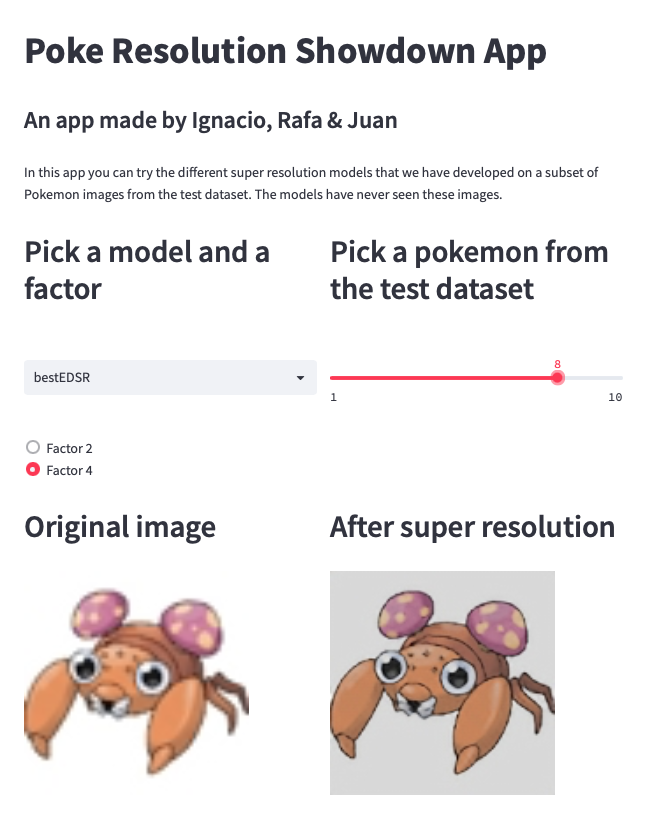 Poke Resolution Showdown App
An app made by Ignacio, Rafa & Juan
In this app you can try the different super resolution models that we have developed on a subset of
Pokemon images from the test dataset. The models have never seen these images.
Pick a model and a
factor
bestEDSR
Factor 2
Factor 4
Pick a pokemon from
the test dataset
8
1
10
Original image
After super resolution